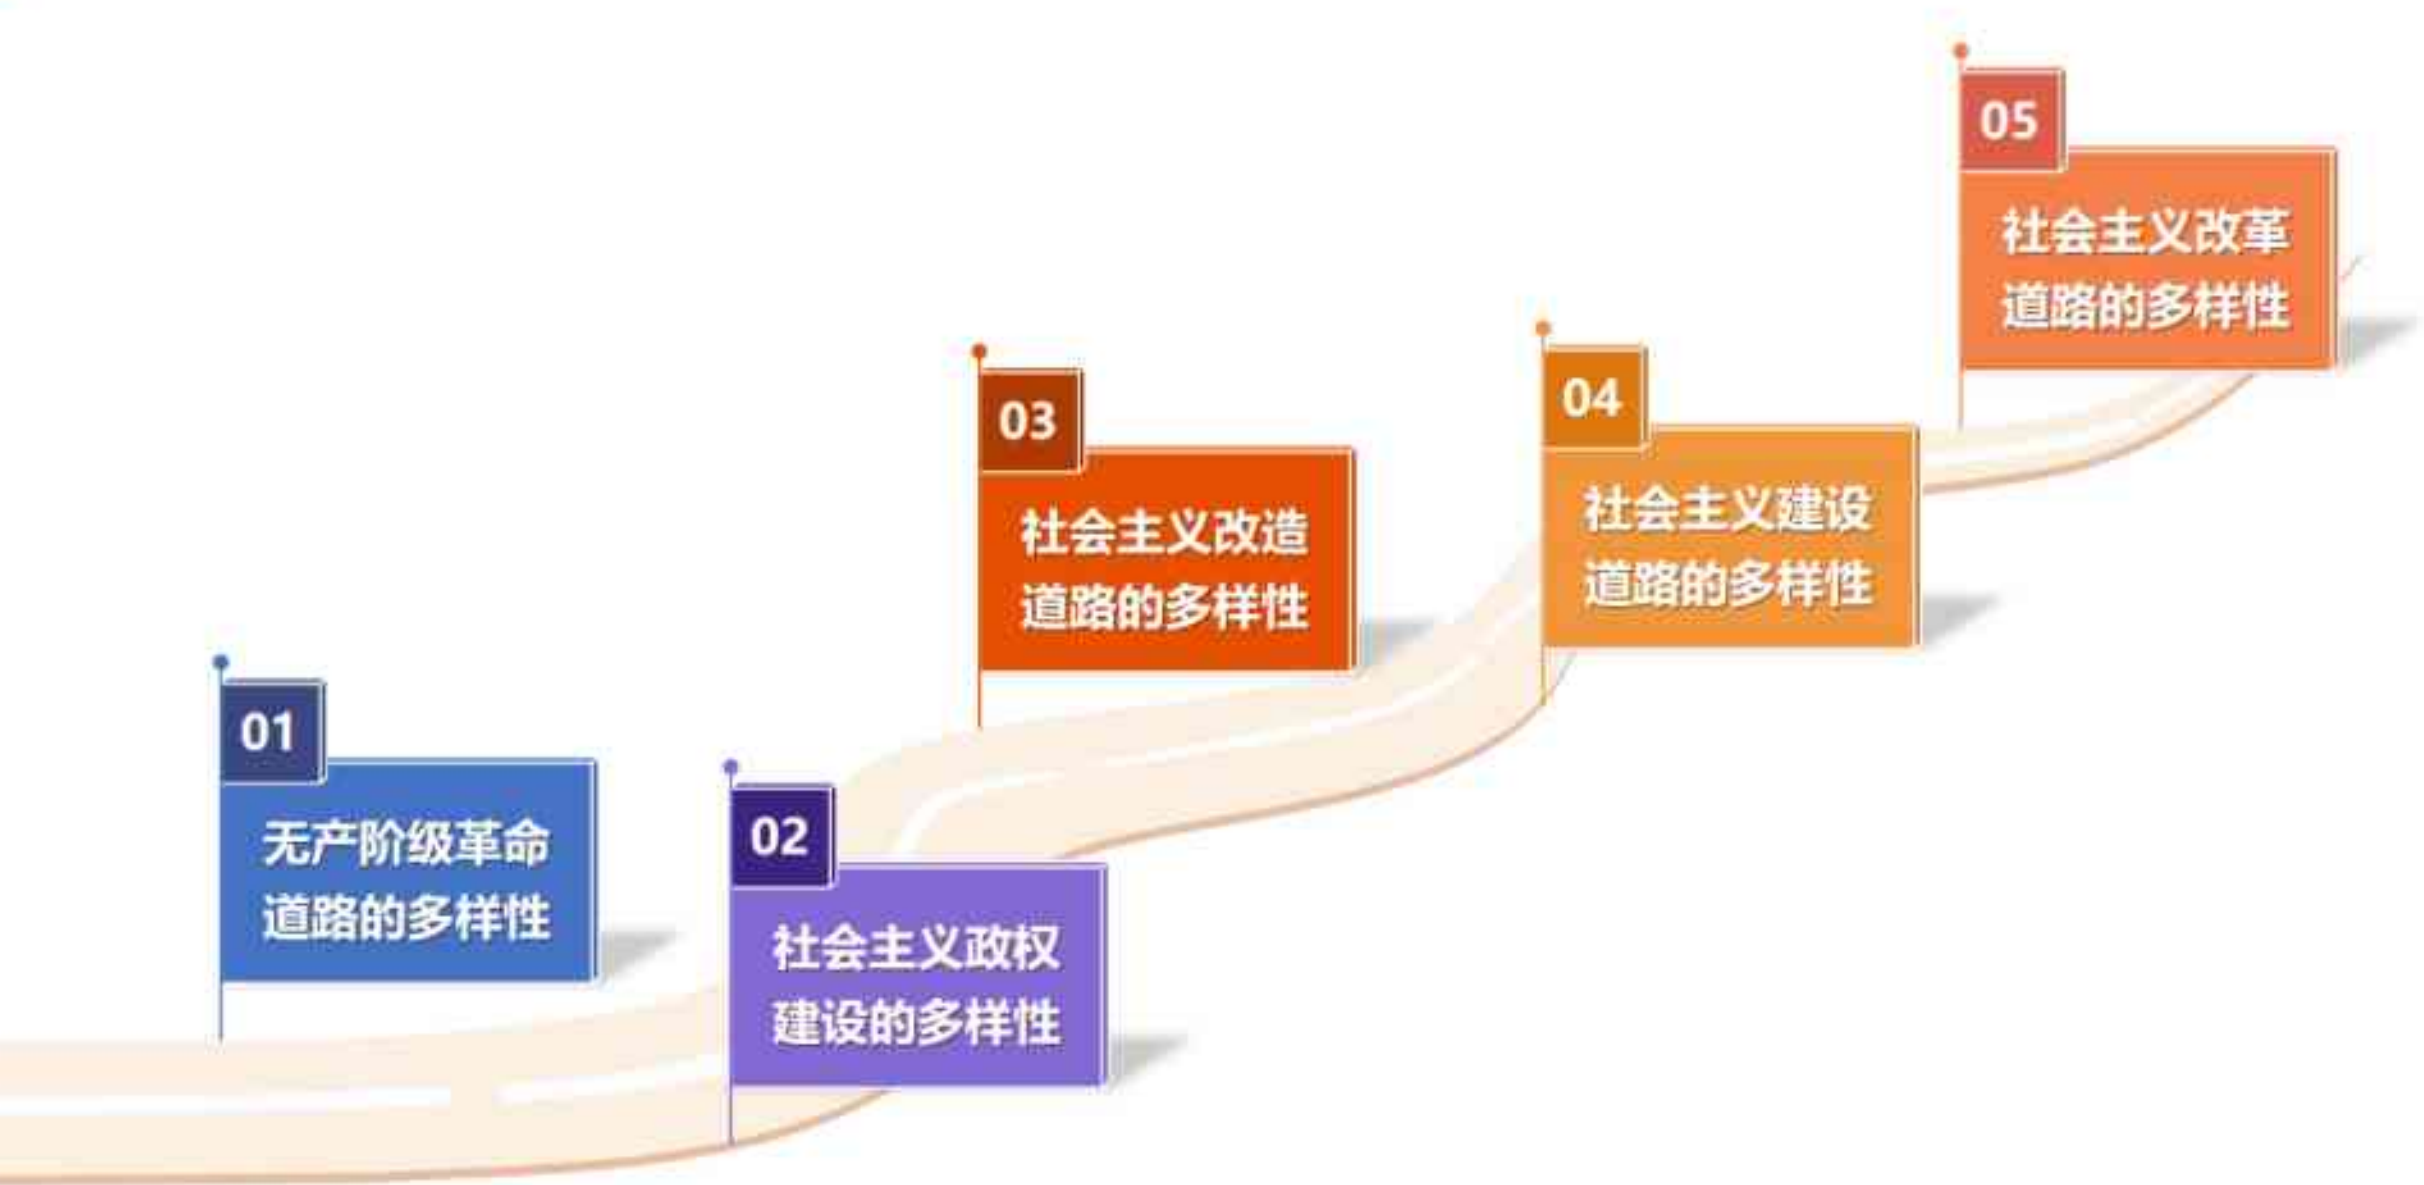 01
无产阶级革命
道路的多样性
02
社会主义政权
建设的多样性
03
社会主义改造
道路的多样性
04
社会主义建设
道路的多样性
05
社会主义改革
道路的多样性